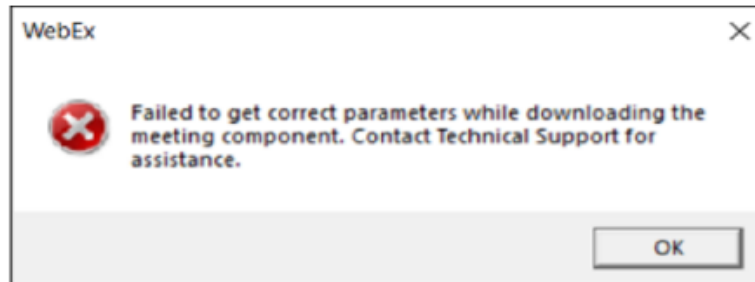 WebEx
Failed to get correct parameters while downloading the
meeting component. Contact Technical Support for
assistance.
OK